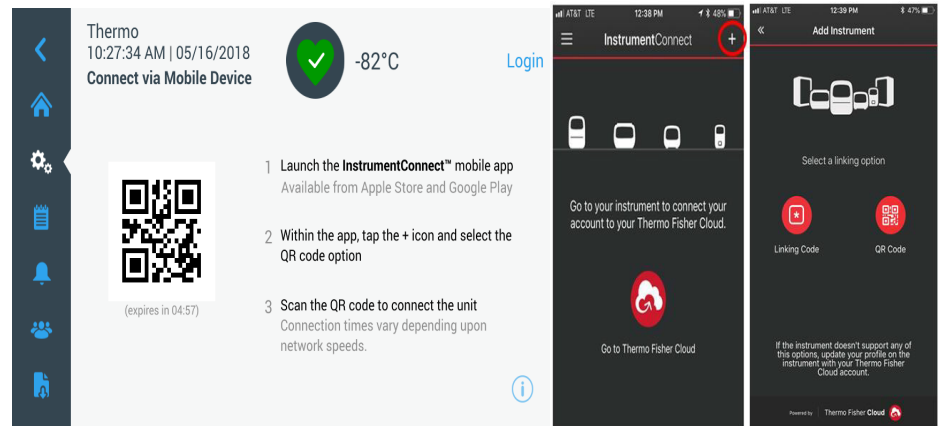 Thermo
10:27:34 AM | 05/16/2018
Connect via Mobile Device
-82°C
Login
(expires in 04:57)
1 Launch the InstrumentConnect™ mobile app
Available from Apple Store and Google Play
2 Within the app, tap the + icon and select the
QR code option
3 Scan the QR code to connect the unit
Connection times vary depending upon
network speeds.
AT&T LTE 12:38 PM 48%
InstrumentConnect +
Go to your instrument to connect your
account to your Thermo Fisher Cloud.
Go to Thermo Fisher Cloud
AT&T LTE 12:39 PM 47%
Add Instrument
Select a linking option
Linking Code
QR Code
If the instrument doesn't support any of
this options, update your profile on the
instrument with your Thermo Fisher
Cloud account.
Powered by Thermo Fisher Cloud